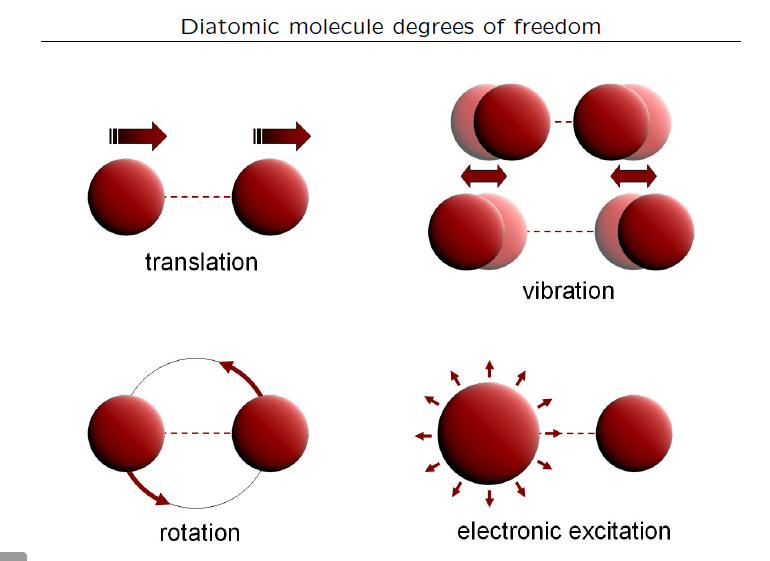 Diatomic molecule degrees of freedom
translation
vibration
rotation
electronic excitation